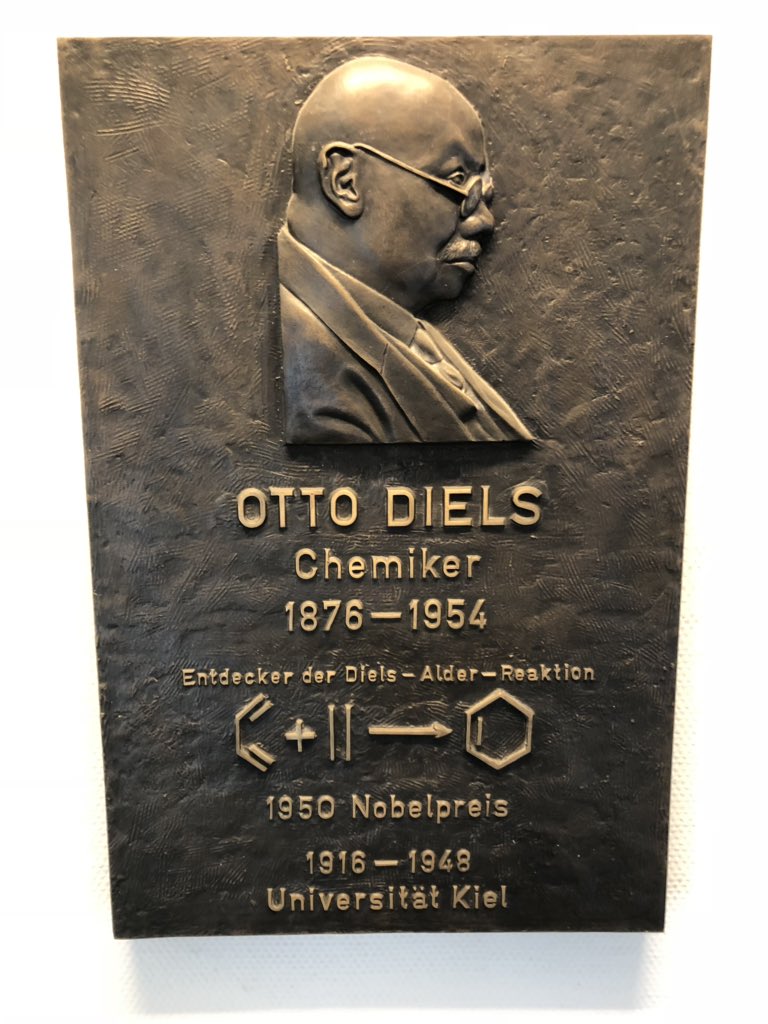 OTTO DIELS
Chemiker
1876–1954
Entdecker der Diels-Alder-Reaktion
+
1950 Nobelpreis
1916–1948
Universität Kiel